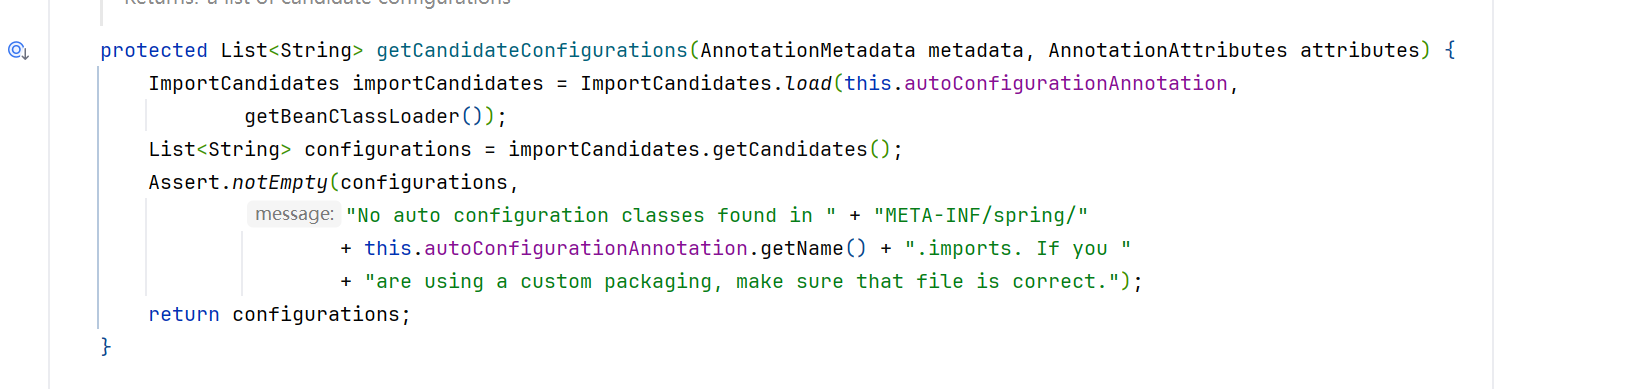 Returns: a list of candidate configurations
protected List<String> getCandidateConfigurations(AnnotationMetadata metadata, AnnotationAttributes attributes) {
ImportCandidates importCandidates = ImportCandidates.load(this.autoConfigurationAnnotation,
getBeanClassLoader());
List<String> configurations = importCandidates.getCandidates();
Assert.notEmpty(configurations,
message: "No auto configuration classes found in " + "META-INF/spring/"
+ this.autoConfigurationAnnotation.getName() + ".imports. If you "
+ "are using a custom packaging, make sure that file is correct.");
return configurations;
}